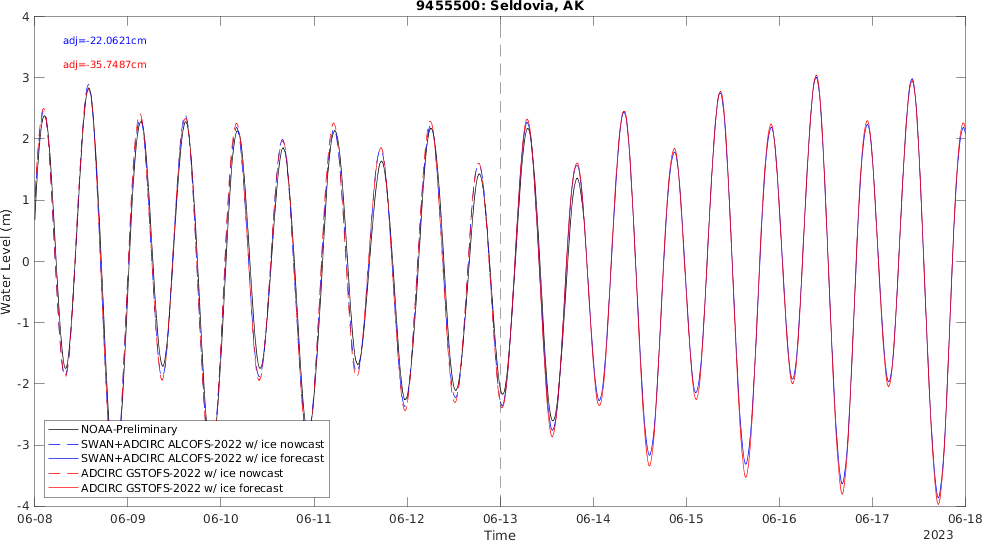 9455500: Seldovia, AK
adj=-22.0621cm
adj=-35.7487cm
4
3
2
1
0
-1
-2
-3
-4
Water Level (m)
NOAA-Preliminary
SWAN+ADCIRC ALCOFS-2022 w/ ice nowcast
SWAN+ADCIRC ALCOFS-2022 w/ ice forecast
ADCIRC GSTOFS-2022 w/ ice nowcast
ADCIRC GSTOFS-2022 w/ ice forecast
06-08 06-09 06-10 06-11 06-12 06-13 06-14 06-15 06-16 06-17 06-18
Time
2023